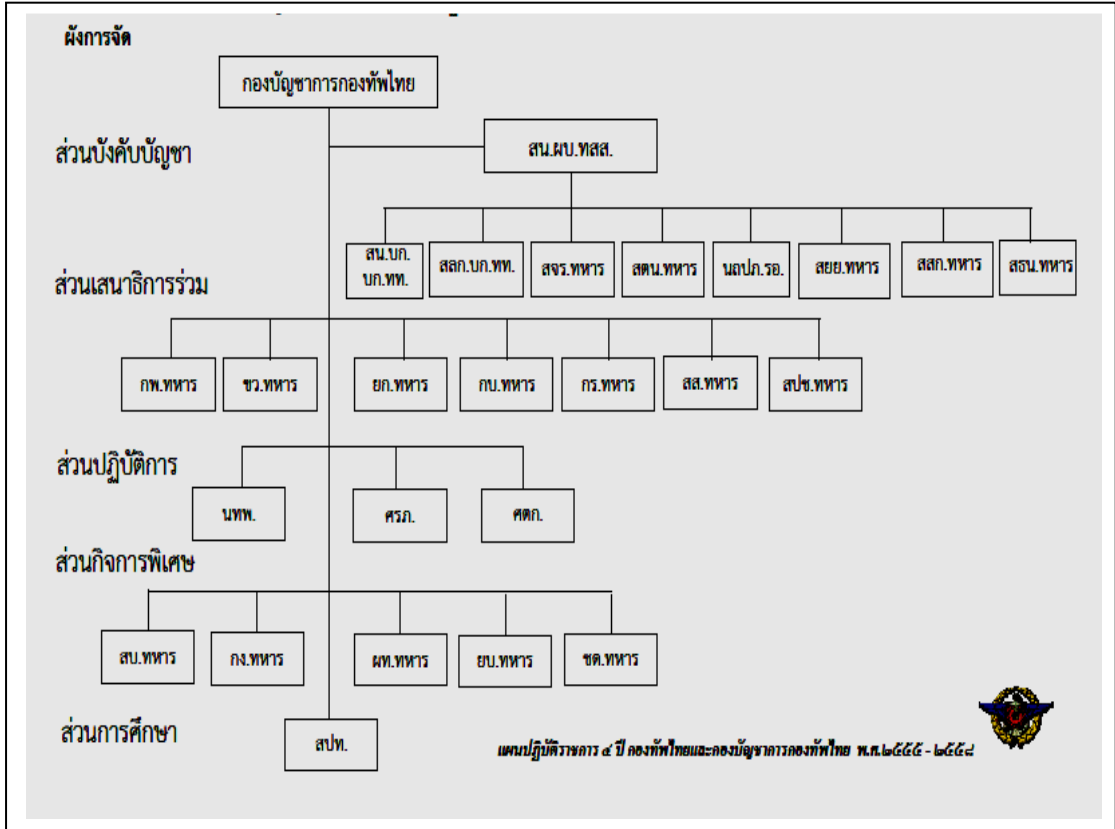 ผังการจัด
กองบัญชาการกองทัพไทย
ส่วนบังคับบัญชา
สน.ผบ.ทสส.
สน.บก.
บก.ทท.
สลก.บก.ทท.
สจร.ทหาร
สตน.ทหาร
นถปภ.รอ.
สยย.ทหาร
สสก.ทหาร
สธน.ทหาร
ส่วนเสนาธิการร่วม
กพ.ทหาร
ขว.ทหาร
ยก.ทหาร
กบ.ทหาร
กร.ทหาร
สส.ทหาร
สปช.ทหาร
ส่วนปฏิบัติการ
นทพ.
ศรภ.
ศตก.
ส่วนกิจการพิเศษ
สบ.ทหาร
กง.ทหาร
ผท.ทหาร
ยบ.ทหาร
ชด.ทหาร
ส่วนการศึกษา
สปท.
แผนปฏิบัติราชการ ๔ ปี กองทัพไทยและกองบัญชาการกองทัพไทย พ.ศ.๒๕๕๕ - ๒๕๕๘